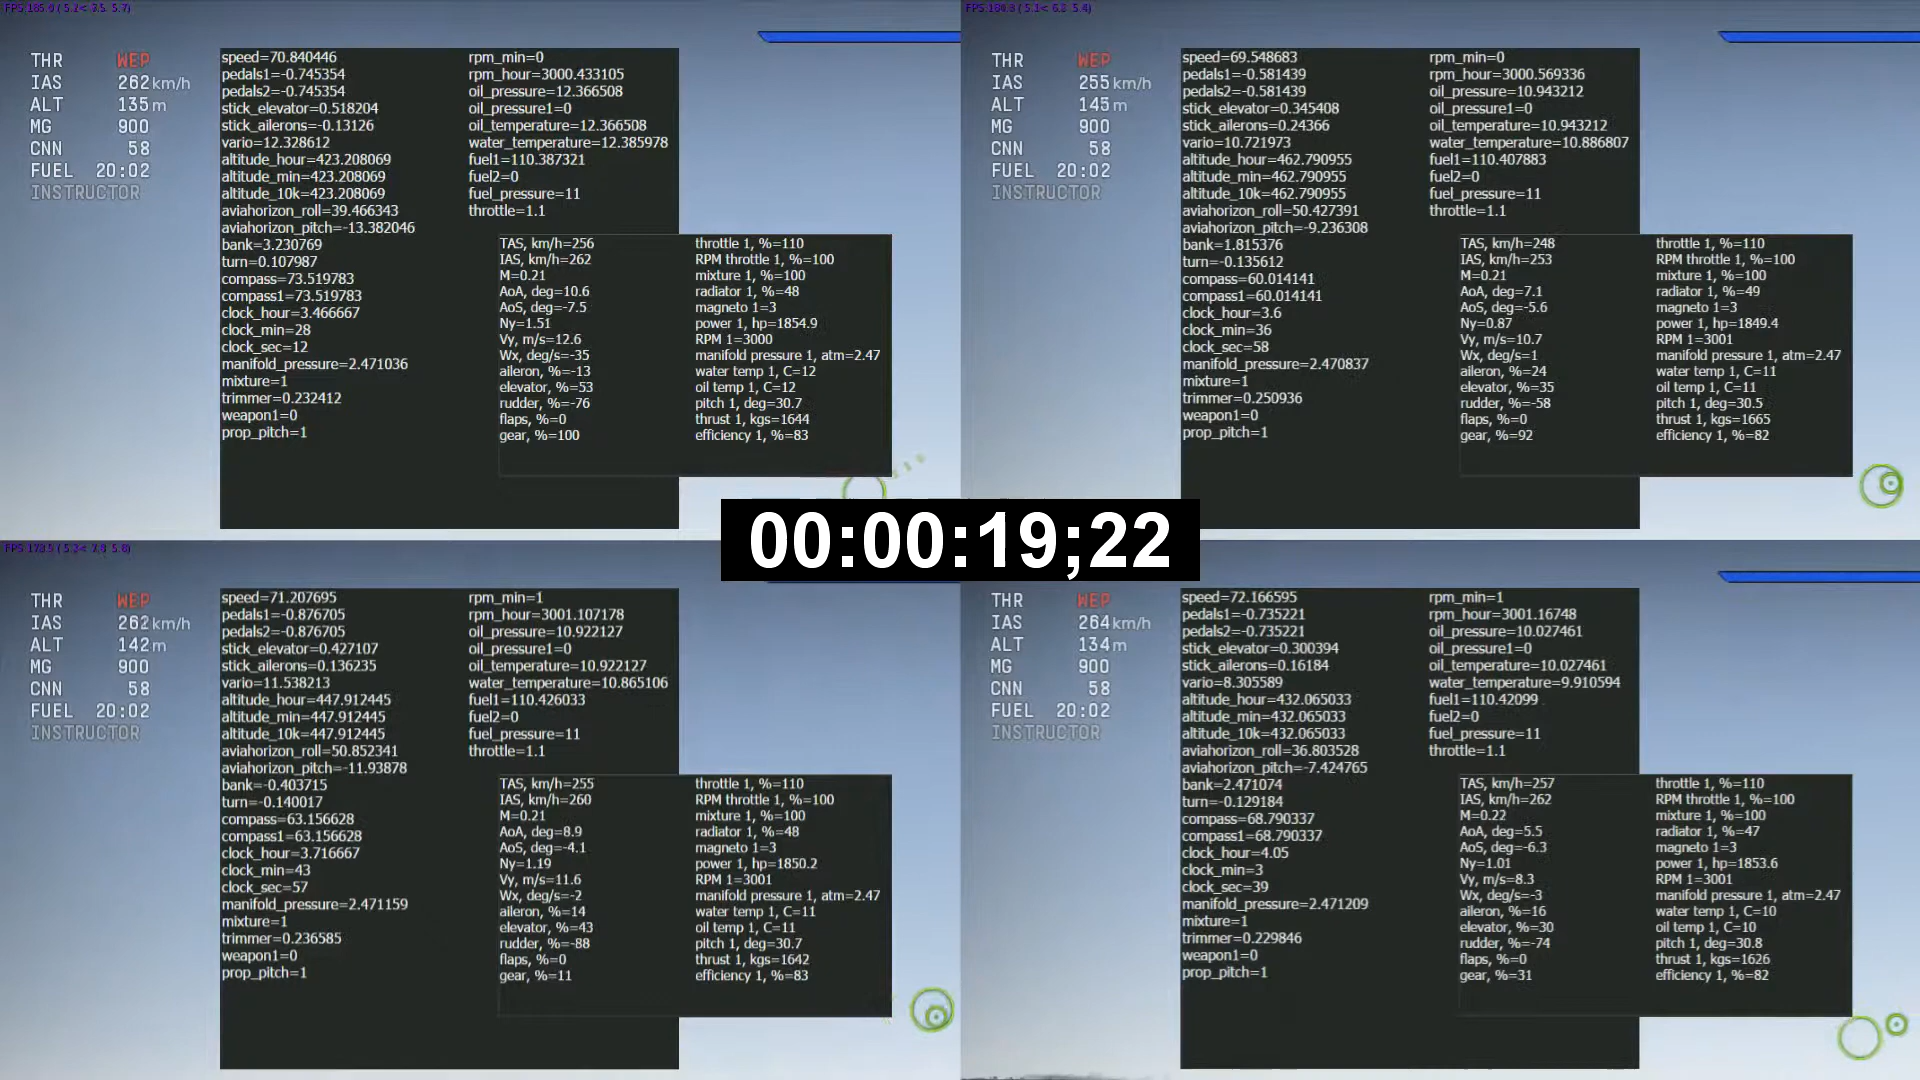 FPS 185.0 ( 5.2< 3.5, 5.7)
THR WEP
IAS 262 km/h
ALT 135 m
MG 900
CNN 58
FUEL 20:02
INSTRUCTOR
speed=70.840446
pedals1=-0.745354
pedals2=-0.745354
stick_elevator=0.518204
stick_ailerons=-0.13126
vario=12.328612
altitude_hour=423.208069
altitude_min=423.208069
altitude_10k=423.208069
aviahorizon_roll=39.466343
aviahorizon_pitch=-13.382046
bank=3.230769
turn=0.107987
compass=73.519783
compass1=73.519783
clock_hour=3.466667
clock_min=28
clock_sec=12
manifold_pressure=2.471036
mixture=1
trimmer=0.232412
weapon1=0
prop_pitch=1
rpm_min=0
rpm_hour=3000.433105
oil_pressure=12.366508
oil_pressure1=0
oil_temperature=12.366508
water_temperature=12.385978
fuel1=110.387321
fuel2=0
fuel_pressure=11
throttle=1.1
TAS, km/h=256
IAS, km/h=262
M=0.21
AoA, deg=10.6
AoS, deg=-7.5
Ny=1.51
Vy, m/s=12.6
Wx, deg/s=-35
aileron, %=-13
elevator, %=53
rudder, %=-76
flaps, %=0
gear, %=100
throttle 1, %=110
RPM throttle 1, %=100
mixture 1, %=100
radiator 1, %=48
magneto 1=3
power 1, hp=1854.9
RPM 1=3000
manifold pressure 1, atm=2.47
water temp 1, C=12
oil temp 1, C=12
pitch 1, deg=30.7
thrust 1, kgs=1644
efficiency 1, %=83
THR WEP
IAS 255 km/h
ALT 145 m
MG 900
CNN 58
FUEL 20:02
INSTRUCTOR
speed=69.548683
pedals1=-0.581439
pedals2=-0.581439
stick_elevator=0.345408
stick_ailerons=0.24366
vario=10.721973
altitude_hour=462.790955
altitude_min=462.790955
altitude_10k=462.790955
aviahorizon_roll=50.427391
aviahorizon_pitch=-9.236308
bank=1.815376
turn=-0.135612
compass=60.014141
compass1=60.014141
clock_hour=3.6
clock_min=36
clock_sec=58
manifold_pressure=2.470837
mixture=1
trimmer=0.250936
weapon1=0
prop_pitch=1
rpm_min=0
rpm_hour=3000.569336
oil_pressure=10.943212
oil_pressure1=0
oil_temperature=10.943212
water_temperature=10.886807
fuel1=110.407883
fuel2=0
fuel_pressure=11
throttle=1.1
TAS, km/h=248
IAS, km/h=253
M=0.21
AoA, deg=7.1
AoS, deg=-5.6
Ny=0.87
Vy, m/s=10.7
Wx, deg/s=1
aileron, %=24
elevator, %=35
rudder, %=-58
flaps, %=0
gear, %=92
throttle 1, %=110
RPM throttle 1, %=100
mixture 1, %=100
radiator 1, %=49
magneto 1=3
power 1, hp=1849.4
RPM 1=3001
manifold pressure 1, atm=2.47
water temp 1, C=11
oil temp 1, C=11
pitch 1, deg=30.5
thrust 1, kgs=1665
efficiency 1, %=82
00:00:19;22
THR WEP
IAS 262 km/h
ALT 142 m
MG 900
CNN 58
FUEL 20:02
INSTRUCTOR
speed=71.207695
pedals1=-0.876705
pedals2=-0.876705
stick_elevator=0.427107
stick_ailerons=0.136235
vario=11.538213
altitude_hour=447.912445
altitude_min=447.912445
altitude_10k=447.912445
aviahorizon_roll=50.852341
aviahorizon_pitch=-11.93878
bank=-0.403715
turn=-0.140017
compass=63.156628
compass1=63.156628
clock_hour=3.716667
clock_min=43
clock_sec=57
manifold_pressure=2.471159
mixture=1
trimmer=0.236585
weapon1=0
prop_pitch=1
rpm_min=1
rpm_hour=3001.107178
oil_pressure=10.922127
oil_pressure1=0
oil_temperature=10.922127
water_temperature=10.865106
fuel1=110.426033
fuel2=0
fuel_pressure=11
throttle=1.1
TAS, km/h=255
IAS, km/h=260
M=0.21
AoA, deg=8.9
AoS, deg=-4.1
Ny=1.19
Vy, m/s=11.6
Wx, deg/s=-2
aileron, %=14
elevator, %=43
rudder, %=-88
flaps, %=0
gear, %=11
throttle 1, %=110
RPM throttle 1, %=100
mixture 1, %=100
radiator 1, %=48
magneto 1=3
power 1, hp=1850.2
RPM 1=3001
manifold pressure 1, atm=2.47
water temp 1, C=11
oil temp 1, C=11
pitch 1, deg=30.7
thrust 1, kgs=1642
efficiency 1, %=83
THR WEP
IAS 264 km/h
ALT 134 m
MG 900
CNN 58
FUEL 20:02
INSTRUCTOR
speed=72.166595
pedals1=-0.735221
pedals2=-0.735221
stick_elevator=0.300394
stick_ailerons=0.16184
vario=8.305589
altitude_hour=432.065033
altitude_min=432.065033
altitude_10k=432.065033
aviahorizon_roll=36.803528
aviahorizon_pitch=-7.424765
bank=2.471074
turn=-0.129184
compass=68.790337
compass1=68.790337
clock_hour=4.05
clock_min=3
clock_sec=39
manifold_pressure=2.471209
mixture=1
trimmer=0.229846
weapon1=0
prop_pitch=1
rpm_min=1
rpm_hour=3001.16748
oil_pressure=10.027461
oil_pressure1=0
oil_temperature=10.027461
water_temperature=9.910594
fuel1=110.42099
fuel2=0
fuel_pressure=11
throttle=1.1
TAS, km/h=257
IAS, km/h=262
M=0.22
AoA, deg=5.5
AoS, deg=-6.3
Ny=1.01
Vy, m/s=8.3
Wx, deg/s=-3
aileron, %=16
elevator, %=30
rudder, %=-74
flaps, %=0
gear, %=31
throttle 1, %=110
RPM throttle 1, %=100
mixture 1, %=100
radiator 1, %=47
magneto 1=3
power 1, hp=1853.6
RPM 1=3001
manifold pressure 1, atm=2.47
water temp 1, C=10
oil temp 1, C=10
pitch 1, deg=30.8
thrust 1, kgs=1626
efficiency 1, %=82